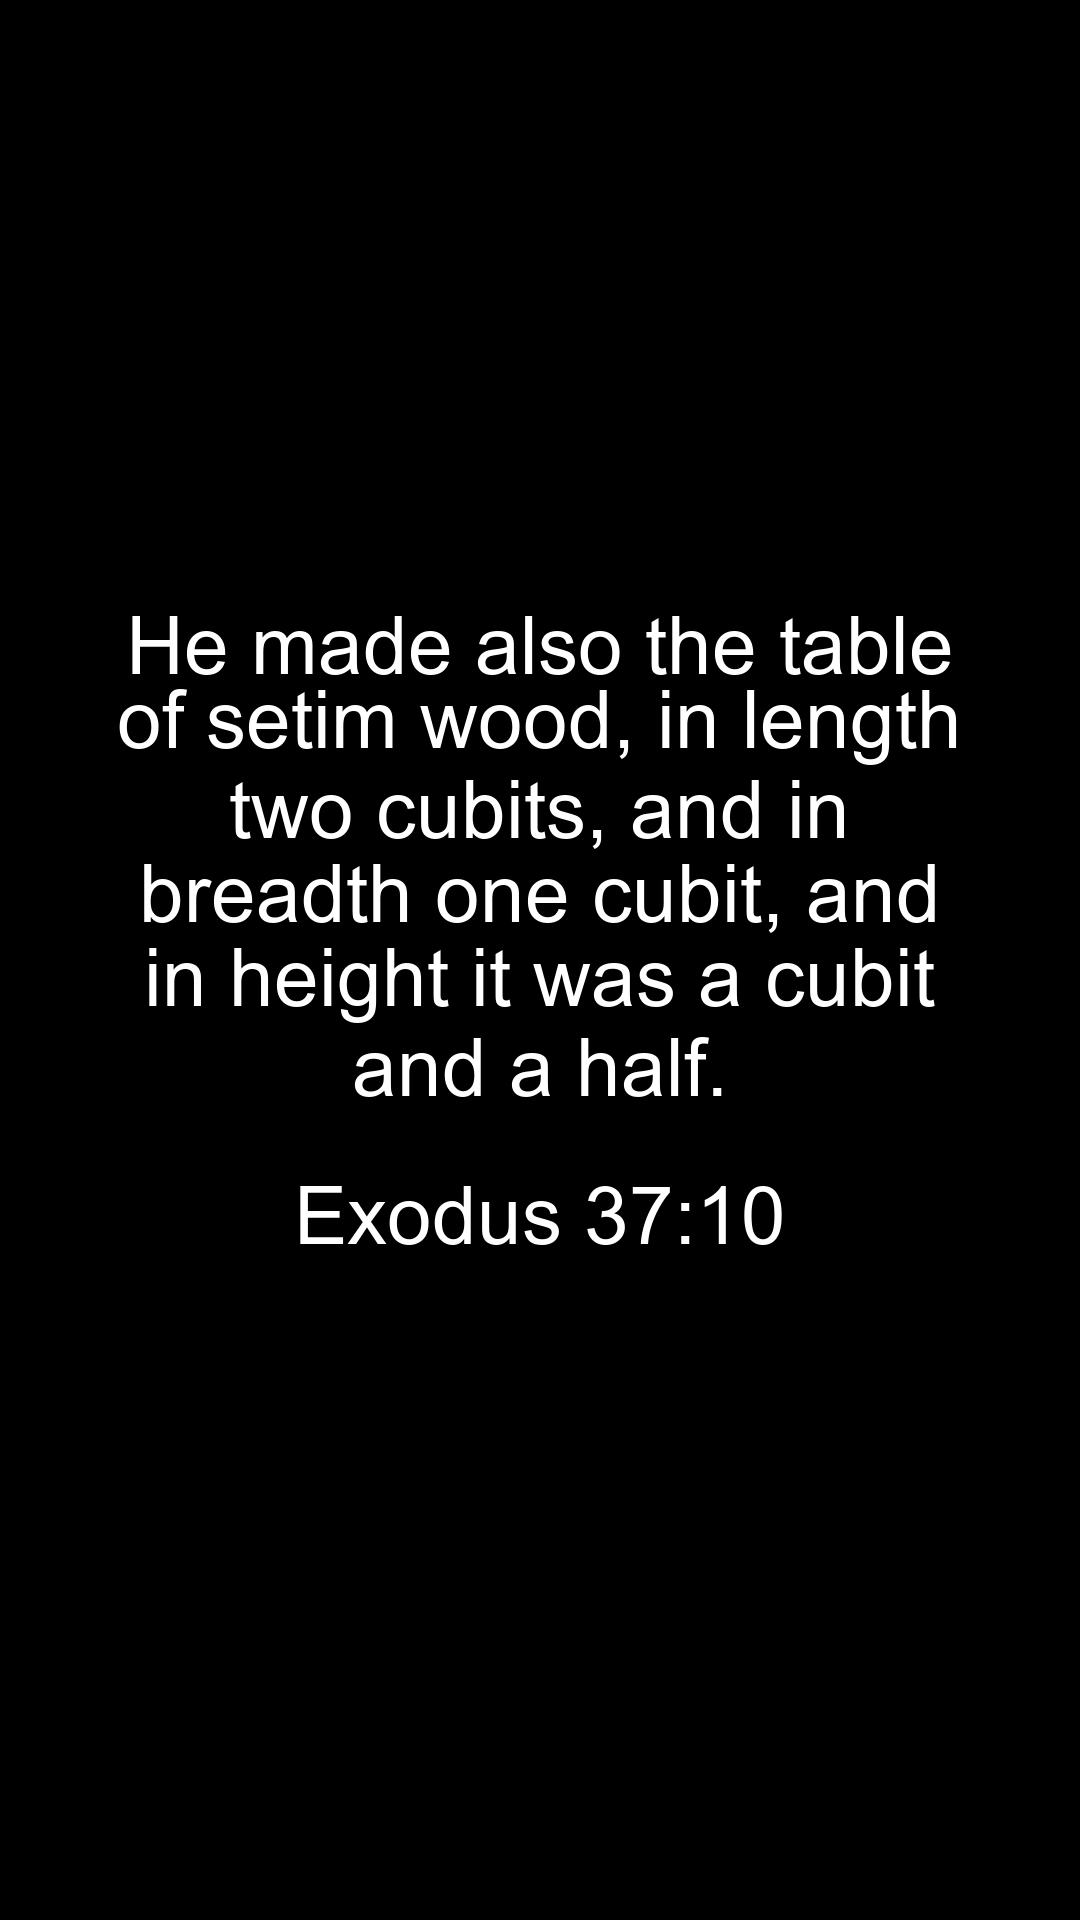 He made also the table
of setim wood, in length
two cubits, and in
breadth one cubit, and
in height it was a cubit
and a half.
Exodus 37:10